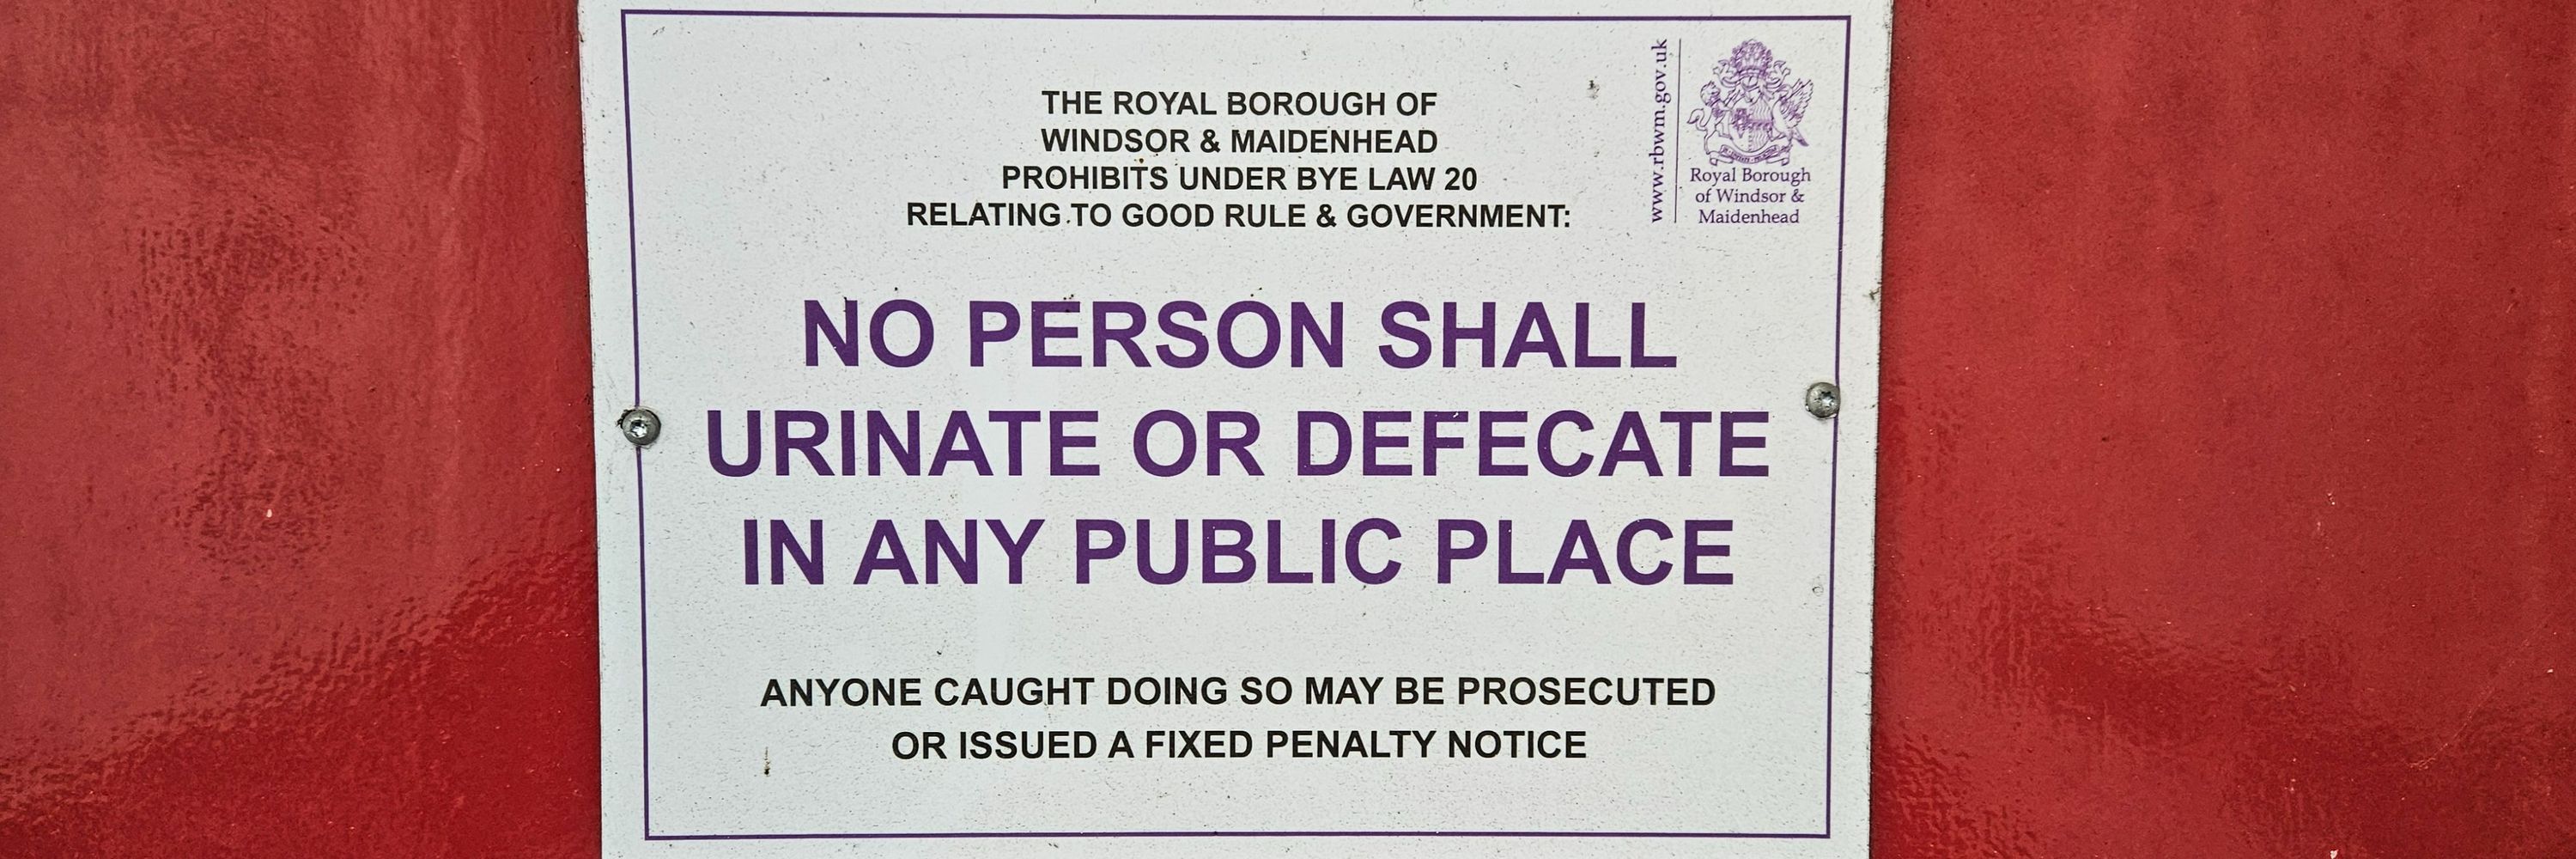 THE ROYAL BOROUGH OF
WINDSOR & MAIDENHEAD
PROHIBITS UNDER BYE LAW 20
RELATING TO GOOD RULE & GOVERNMENT:
www.rbwm.gov.uk
Royal Borough
of Windsor &
Maidenhead
NO PERSON SHALL
URINATE OR DEFECATE
IN ANY PUBLIC PLACE
ANYONE CAUGHT DOING SO MAY BE PROSECUTED
OR ISSUED A FIXED PENALTY NOTICE